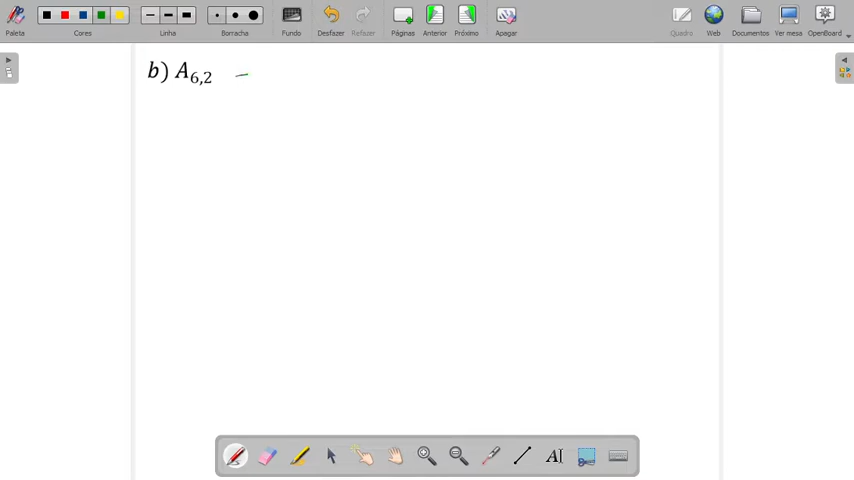 Paleta Cores Linha Borracha Fundo Desfazer Refazer Páginas Anterior Próximo Apagar Quadro Web Documentos Ver mesa OpenBoard
b) A6,2 –